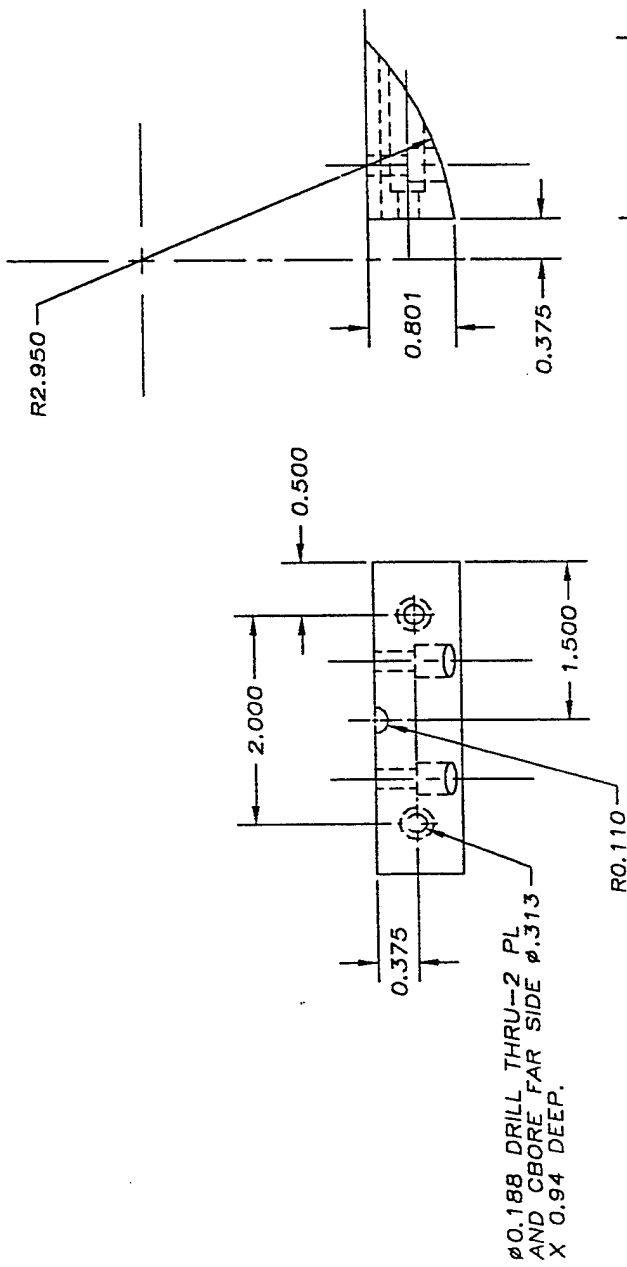 R2.950
0.801
0.375
0.500
2.000
1.500
0.375
R0.110
ø0.188 DRILL THRU-2 PL
AND CBORE FAR SIDE ø.313
X 0.94 DEEP.